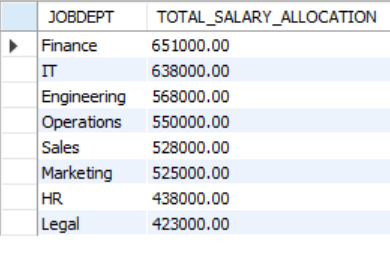 JOBDEPT TOTAL_SALARY_ALLOCATION
Finance 651000.00
IT 638000.00
Engineering 568000.00
Operations 550000.00
Sales 528000.00
Marketing 525000.00
HR 438000.00
Legal 423000.00